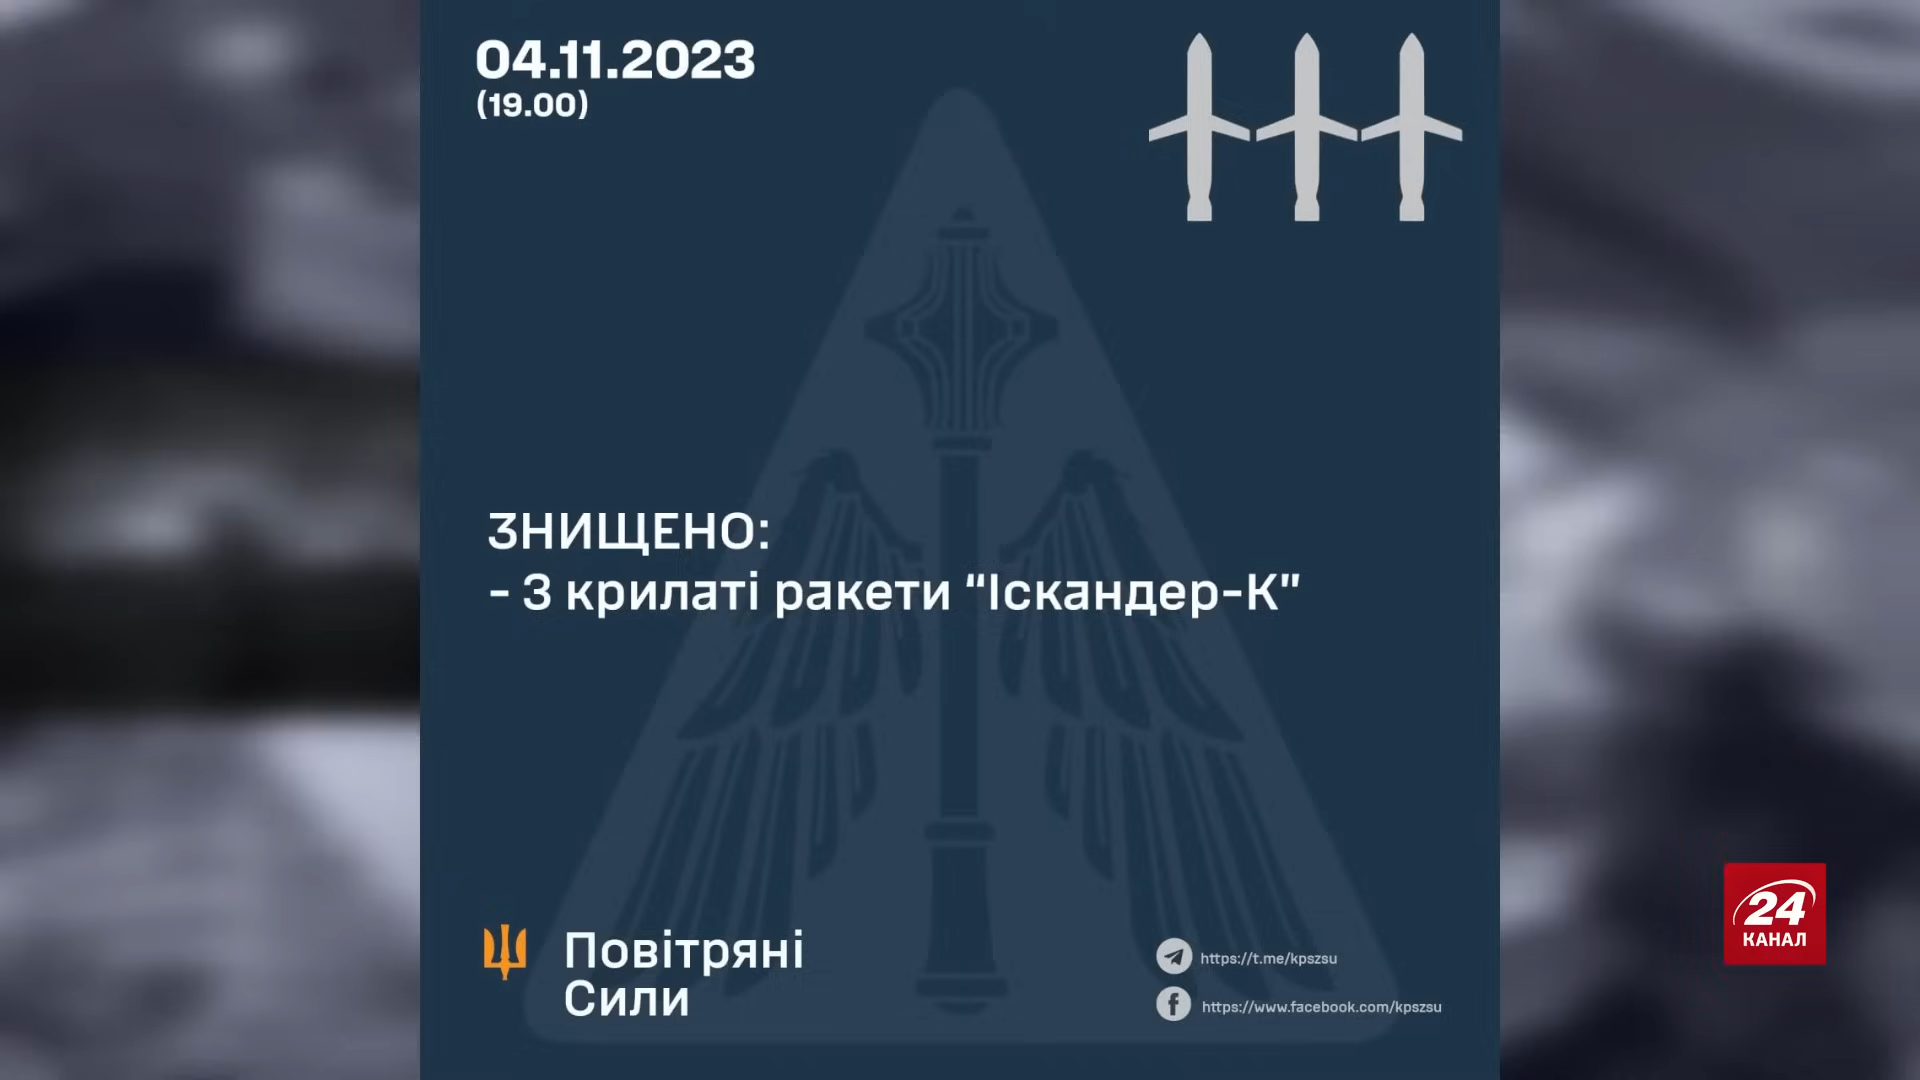 04.11.2023
(19.00)
ЗНИЩЕНО:
- 3 крилаті ракети “Іскандер-К”
Повітряні
Сили
https://t.me/kpszsu
https://www.facebook.com/kpszsu
24
КАНАЛ